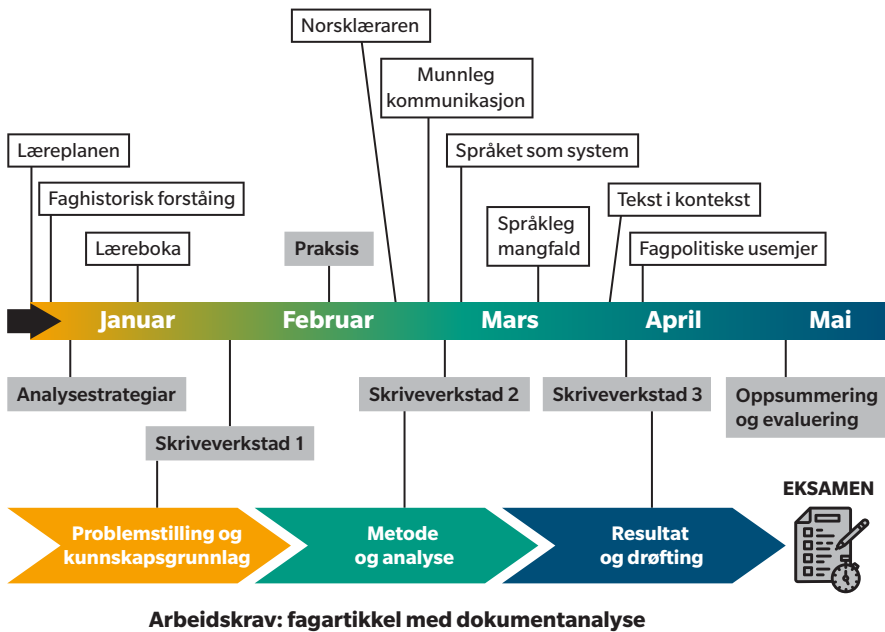 Norsklæraren
Munnleg
kommunikasjon
Læreplanen
Språket som system
Faghistorisk forståing
Tekst i kontekst
Læreboka
Praksis
Språkleg
mangfald
Fagpolitiske usemjer
Januar
Februar
Mars
April
Mai
Analysestrategiar
Skriveverkstad 2
Skriveverkstad 3
Oppsummering
og evaluering
Skriveverkstad 1
EKSAMEN
Problemstilling og
kunnskapsgrunnlag
Metode
og analyse
Resultat
og drøfting
Arbeidskrav: fagartikkel med dokumentanalyse